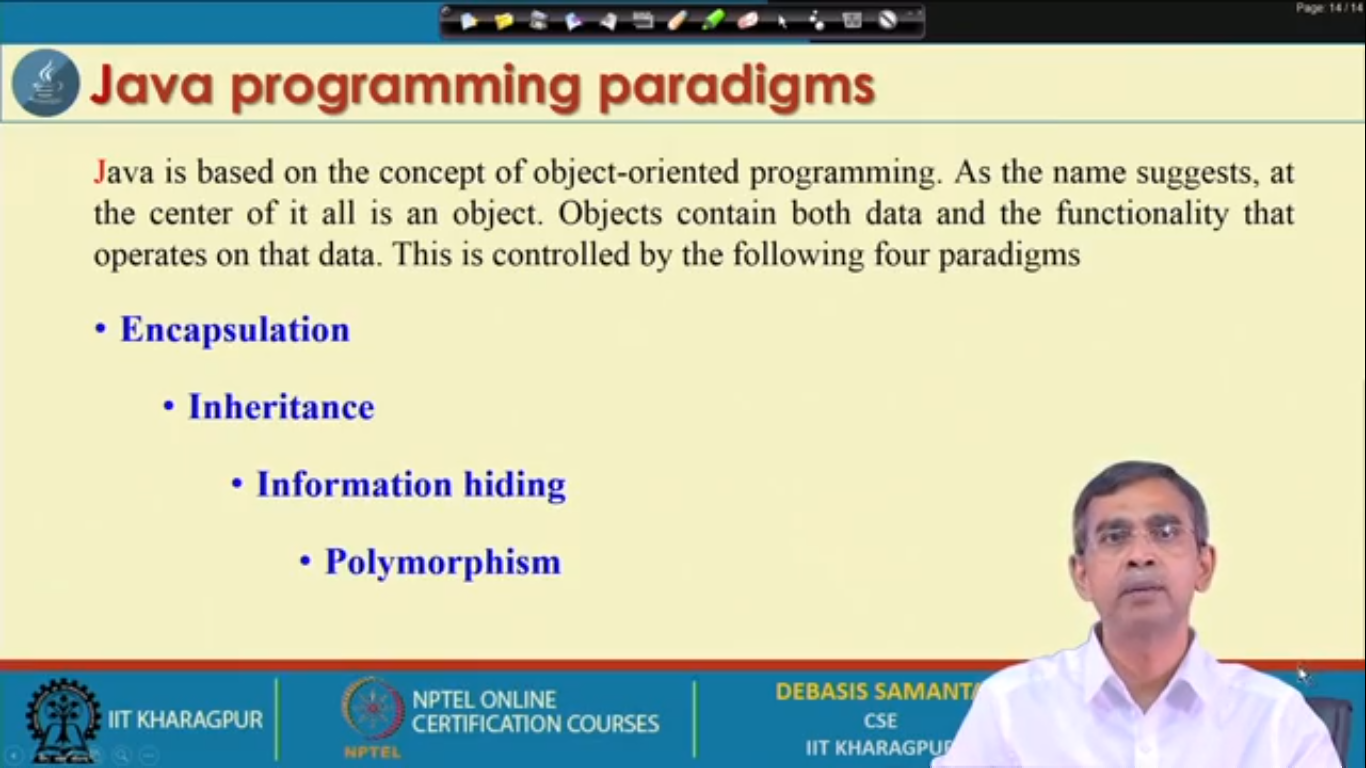 Page: 14 / 14
Java programming paradigms
Java is based on the concept of object-oriented programming. As the name suggests, at
the center of it all is an object. Objects contain both data and the functionality that
operates on that data. This is controlled by the following four paradigms
• Encapsulation
• Inheritance
• Information hiding
• Polymorphism
IIT KHARAGPUR
NPTEL
NPTEL ONLINE
CERTIFICATION COURSES
DEBASIS SAMANTA
CSE
IIT KHARAGPUR